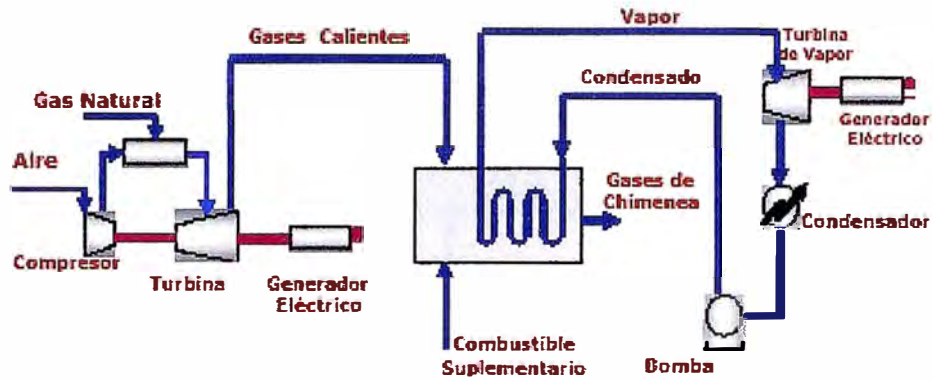 Vapor
Turbina
de Vapor
Gases Calientes
Condensado
Gas Natural
Generador
Eléctrico
Aire
Gases de
Chimenea
Condensador
Compresor
Turbina
Generador
Eléctrico
Combustible
Suplementario
Bomba